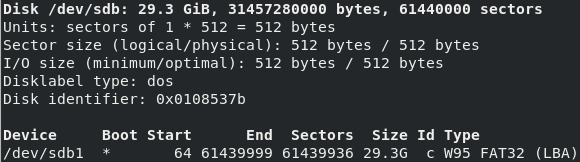 Disk /dev/sdb: 29.3 GiB, 31457280000 bytes, 61440000 sectors
Units: sectors of 1 * 512 = 512 bytes
Sector size (logical/physical): 512 bytes / 512 bytes
I/O size (minimum/optimal): 512 bytes / 512 bytes
Disklabel type: dos
Disk identifier: 0x0108537b
Device     Boot Start      End  Sectors  Size Id Type
/dev/sdb1  *       64 61439999 61439936 29.3G  c W95 FAT32 (LBA)